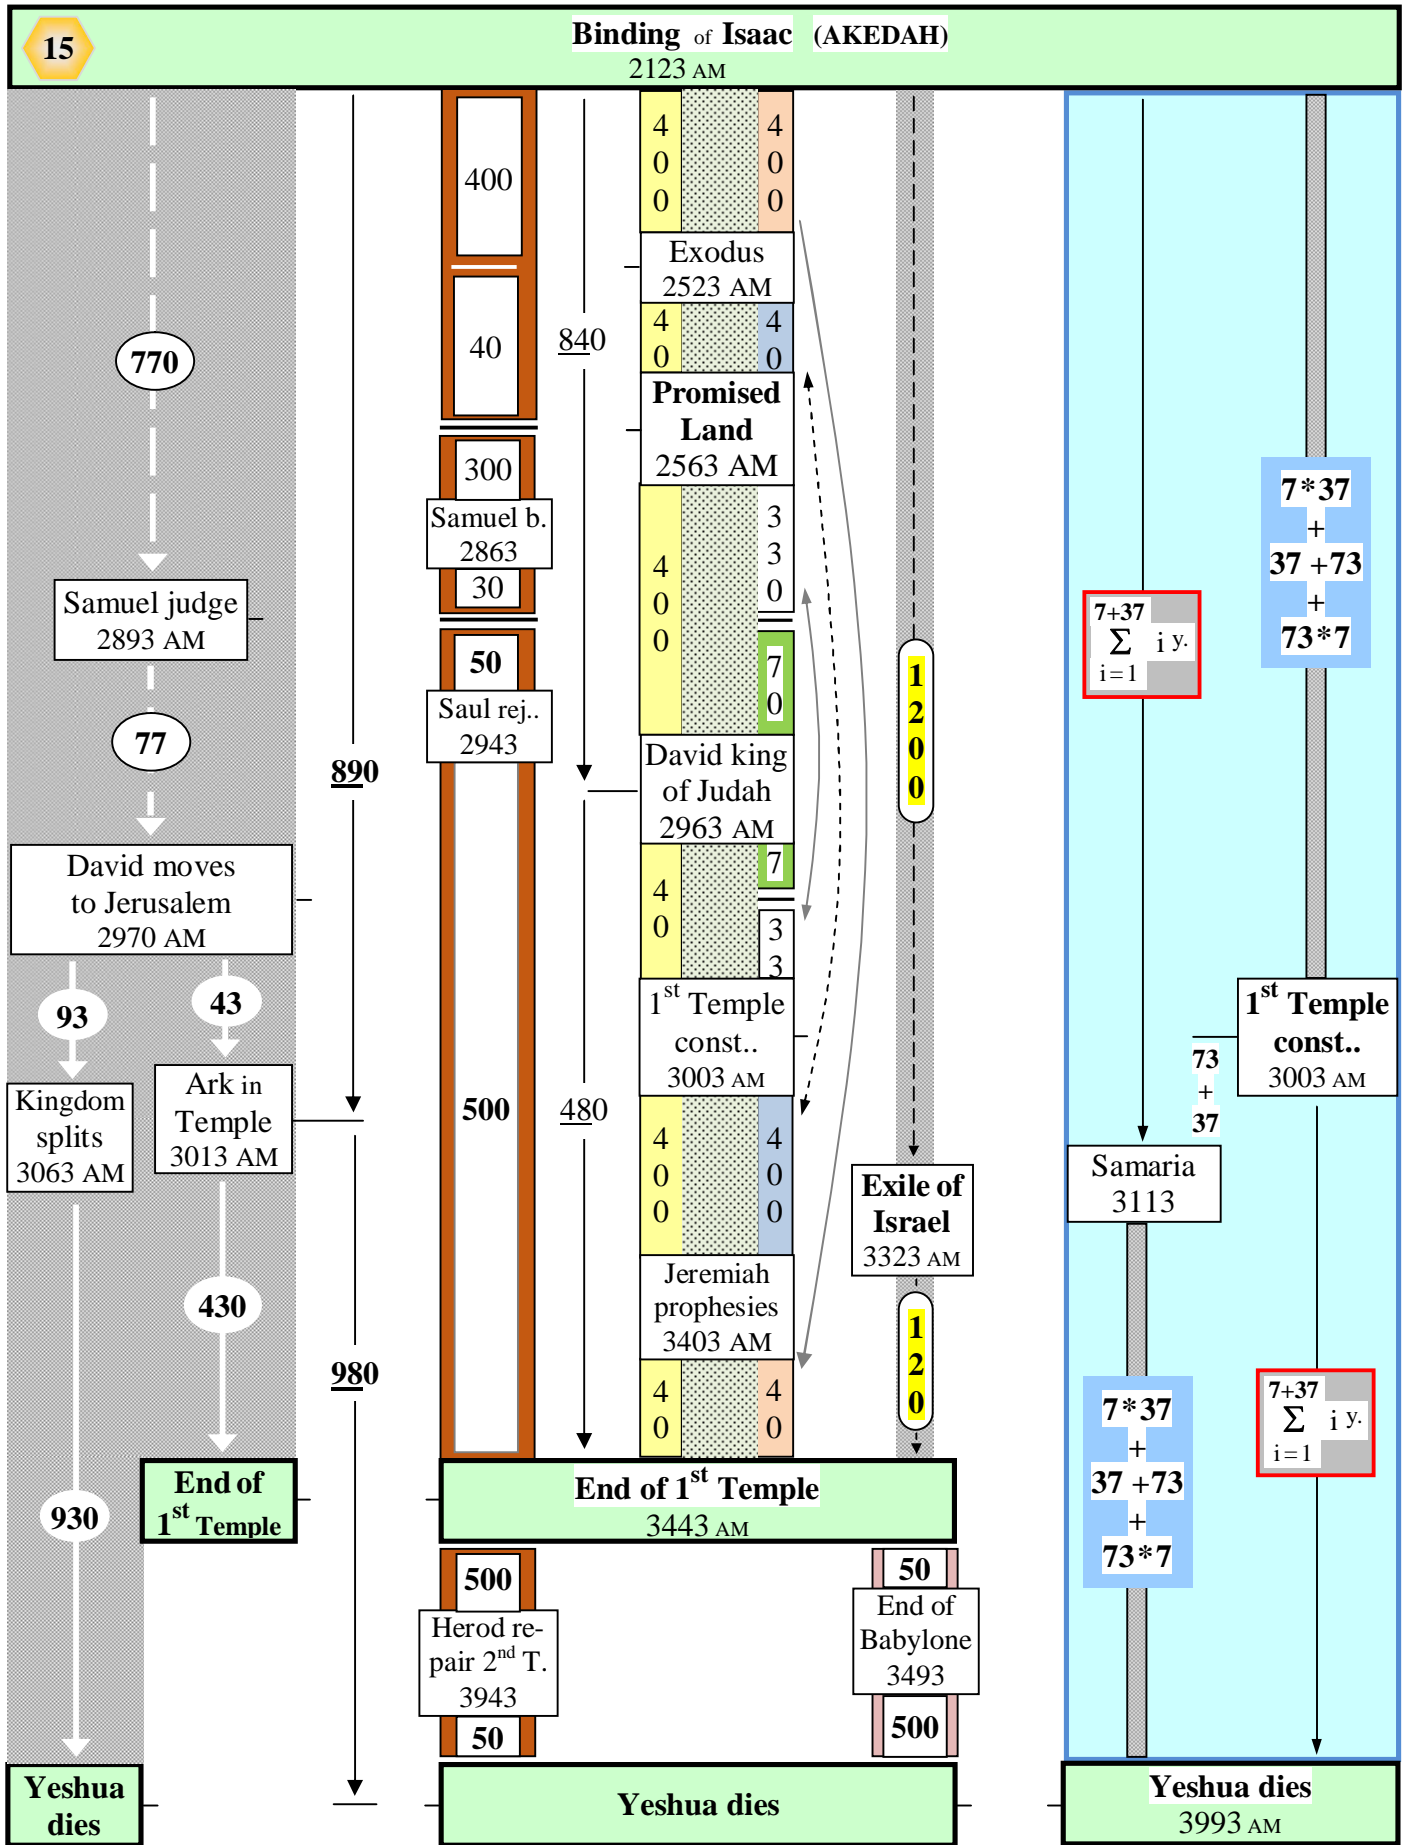 15
Binding of Isaac (AKEDAH)
2123 AM
770
Samuel judge
2893 AM
77
David moves
to Jerusalem
2970 AM
93
43
Kingdom
splits
3063 AM
Ark in
Temple
3013 AM
430
930
End of
1st Temple
Yeshua
dies
890
980
400
40
300
Samuel b.
2863
30
50
Saul rej..
2943
500
840
480
4
0
0
4
0
0
Exodus
2523 AM
4
0
4
0
Promised
Land
2563 AM
4
0
0
3
3
0
7
0
David king
of Judah
2963 AM
4
0
7
3
3
1st Temple
const..
3003 AM
4
0
0
4
0
0
Jeremiah
prophesies
3403 AM
4
0
4
0
1
2
0
0
Exile of
Israel
3323 AM
1
2
0
End of 1st Temple
3443 AM
500
Herod re-
pair 2nd T.
3943
50
50
End of
Babylone
3493
500
Yeshua dies
7+37
Σ i y.
i=1
7*37
+
37 +73
+
73*7
1st Temple
const..
3003 AM
73
+
37
Samaria
3113
7*37
+
37 +73
+
73*7
7+37
Σ i y.
i=1
Yeshua dies
3993 AM